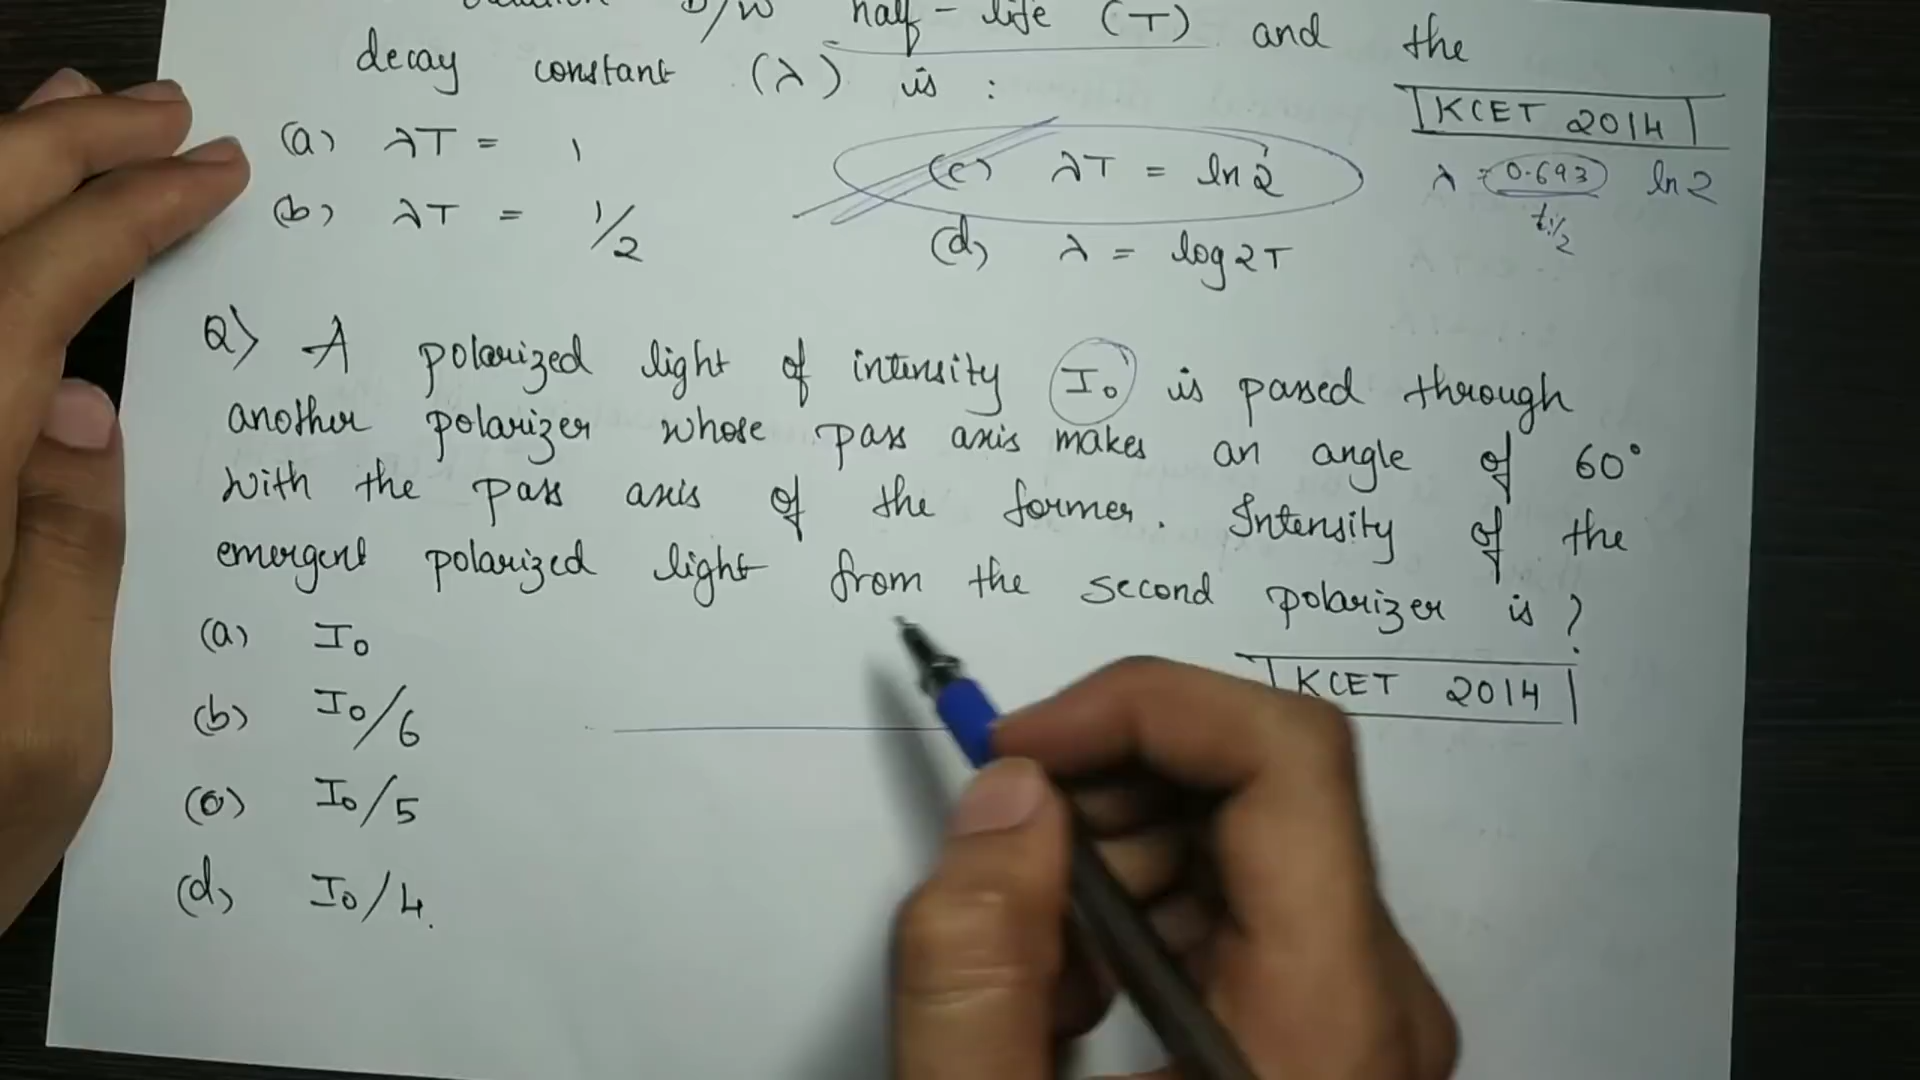 B/W half-life (T) and the
decay constant (λ) is :
KCET 2014
(a) λT = 1
(c) λT = ln 2
λ = 0.693 ln 2
t1/2
(b) λT = 1/2
(d) λ = log 2T
Q) A polarized light of intensity I₀ is passed through
another polarizer whose pass axis makes an angle of 60°
with the pass axis of the former. Intensity of the
emergent polarized light from the second polarizer is ?
(a) I₀
KCET 2014
(b) I₀/6
(c) I₀/5
(d) I₀/4.